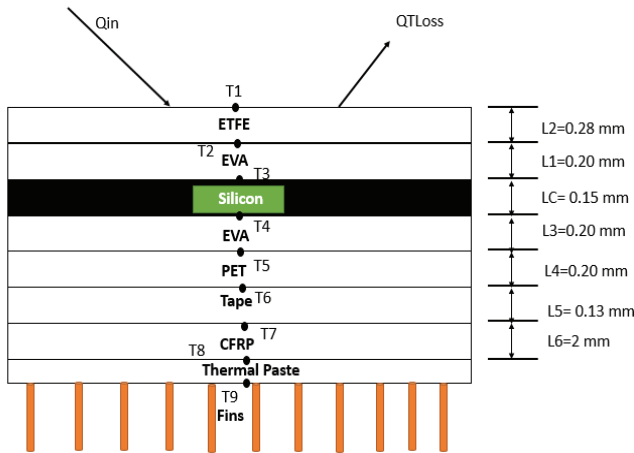 Qin
QTLoss
T1
ETFE
L2=0.28 mm
T2
EVA
L1=0.20 mm
T3
Silicon
LC= 0.15 mm
T4
EVA
L3=0.20 mm
PET
T5
L4=0.20 mm
Tape
T6
L5= 0.13 mm
T7
CFRP
L6=2 mm
T8
Thermal Paste
T9
Fins